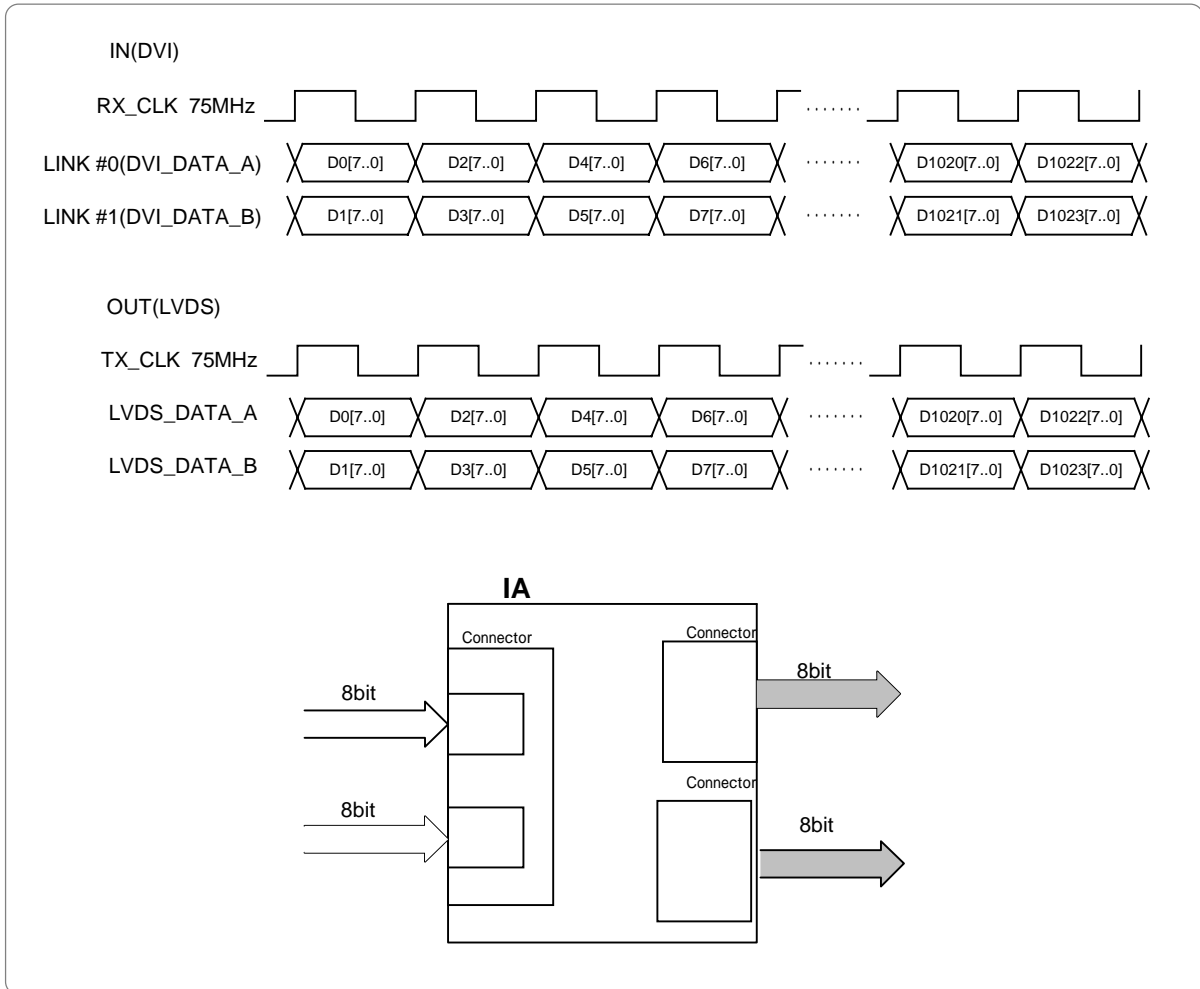 IN(DVI)
RX_CLK 75MHz
.......
LINK #0(DVI_DATA_A) D0[7..0] D2[7..0] D4[7..0] D6[7..0] ....... D1020[7..0] D1022[7..0]
LINK #1(DVI_DATA_B) D1[7..0] D3[7..0] D5[7..0] D7[7..0] ....... D1021[7..0] D1023[7..0]
OUT(LVDS)
TX_CLK 75MHz
.......
LVDS_DATA_A D0[7..0] D2[7..0] D4[7..0] D6[7..0] ....... D1020[7..0] D1022[7..0]
LVDS_DATA_B D1[7..0] D3[7..0] D5[7..0] D7[7..0] ....... D1021[7..0] D1023[7..0]
IA
Connector
Connector
8bit
8bit
Connector
8bit
8bit